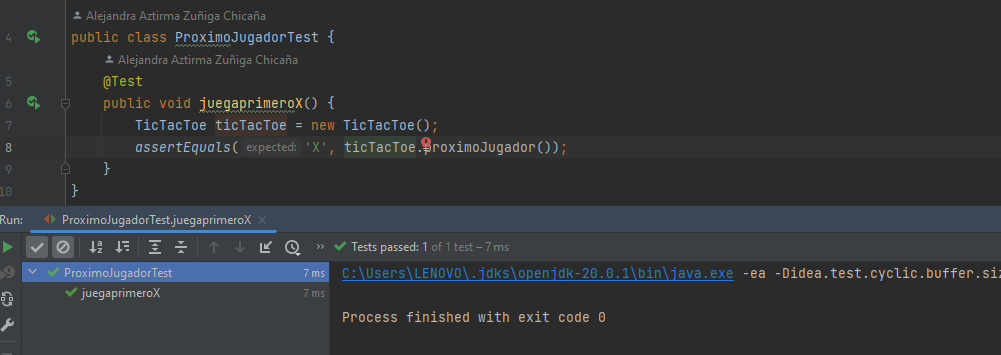 Alejandra Aztirma Zuñiga Chicaña
4 public class ProximoJugadorTest {
Alejandra Aztirma Zuñiga Chicaña
5 @Test
6 public void juegaprimeroX() {
7 TicTacToe ticTacToe = new TicTacToe();
8 assertEquals( expected: 'X', ticTacToe.proximoJugador());
9 }
10 }
Run: ProximoJugadorTest.juegaprimeroX ×
» Tests passed: 1 of 1 test – 7 ms
ProximoJugadorTest 7 ms C:\Users\LENOVO\.jdks\openjdk-20.0.1\bin\java.exe -ea -Didea.test.cyclic.buffer.siz
juegaprimeroX 7 ms
Process finished with exit code 0